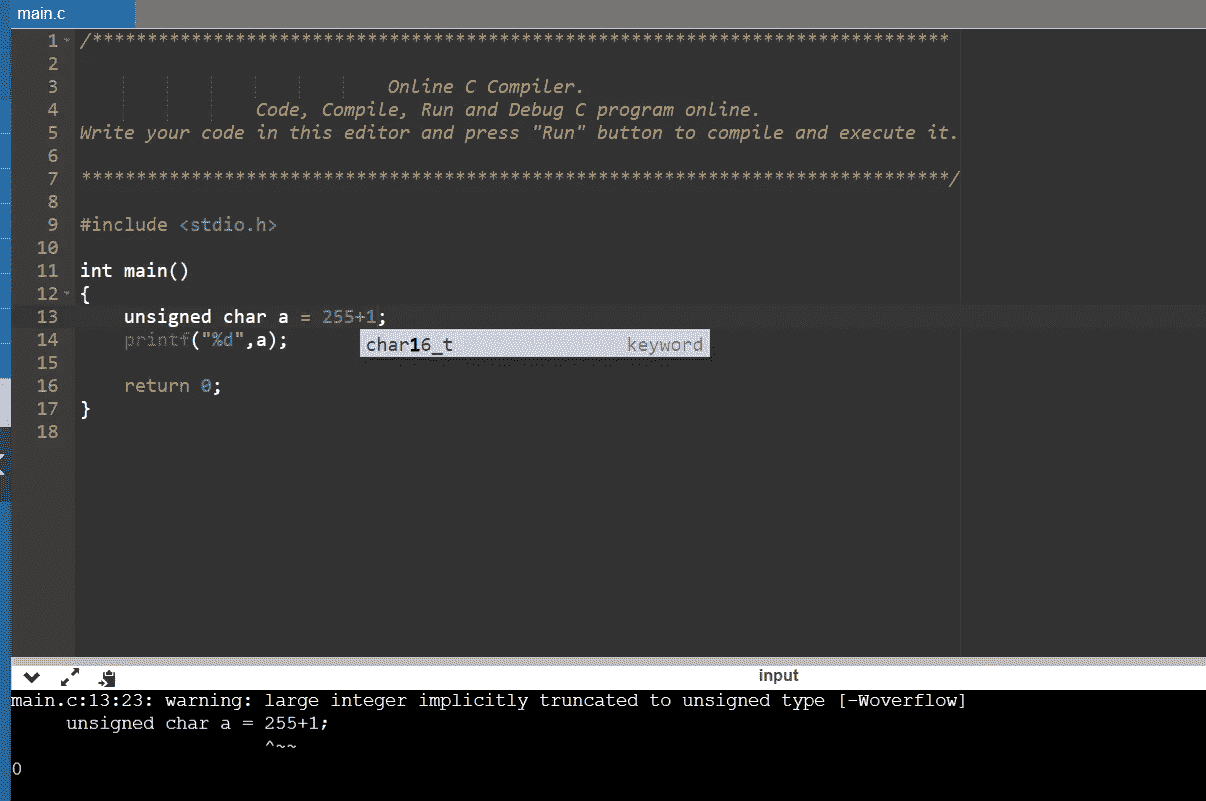 main.c
1 /******************************************************************************
2
3 Online C Compiler.
4 Code, Compile, Run and Debug C program online.
5 Write your code in this editor and press "Run" button to compile and execute it.
6
7 *******************************************************************************/
8
9 #include <stdio.h>
10
11 int main()
12 {
13 unsigned char a = 255+1;
14 printf("%d",a);
char16_t keyword
15
16 return 0;
17 }
18
input
main.c:13:23: warning: large integer implicitly truncated to unsigned type [-Woverflow]
unsigned char a = 255+1;
^~~
0